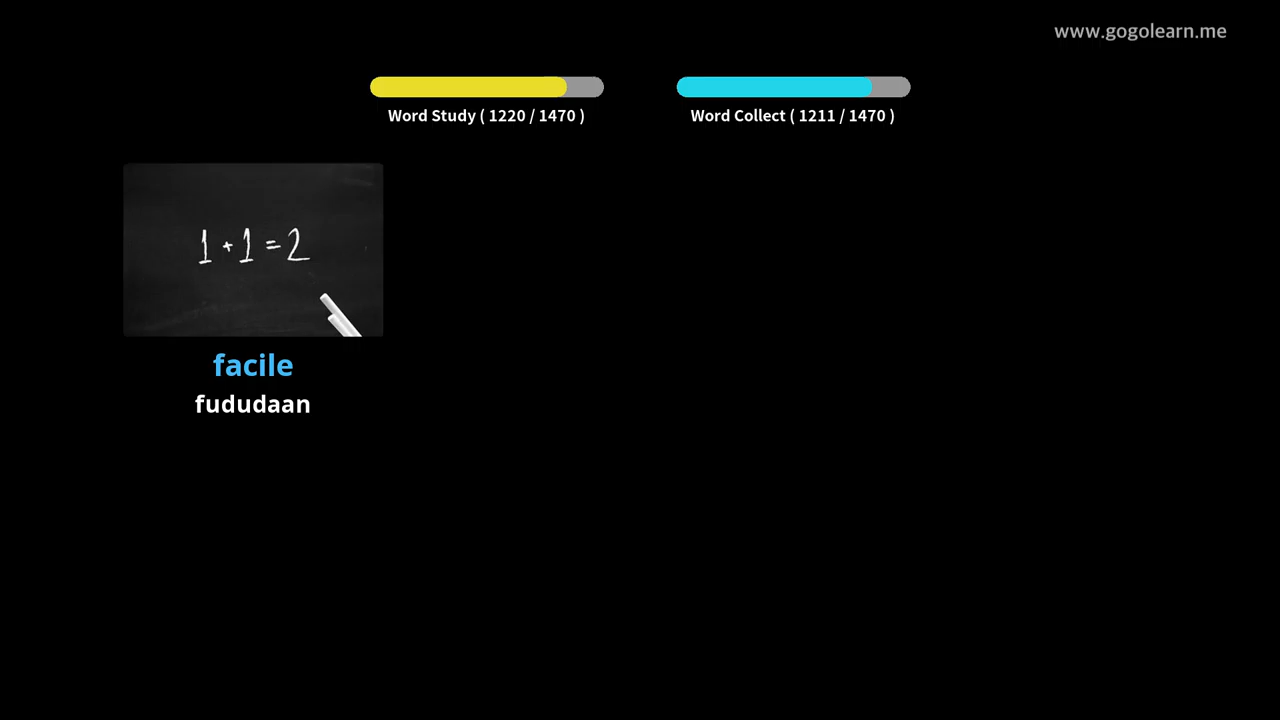 www.gogolearn.me
Word Study ( 1220 / 1470 )
Word Collect ( 1211 / 1470 )
1 + 1 = 2
facile
fududaan